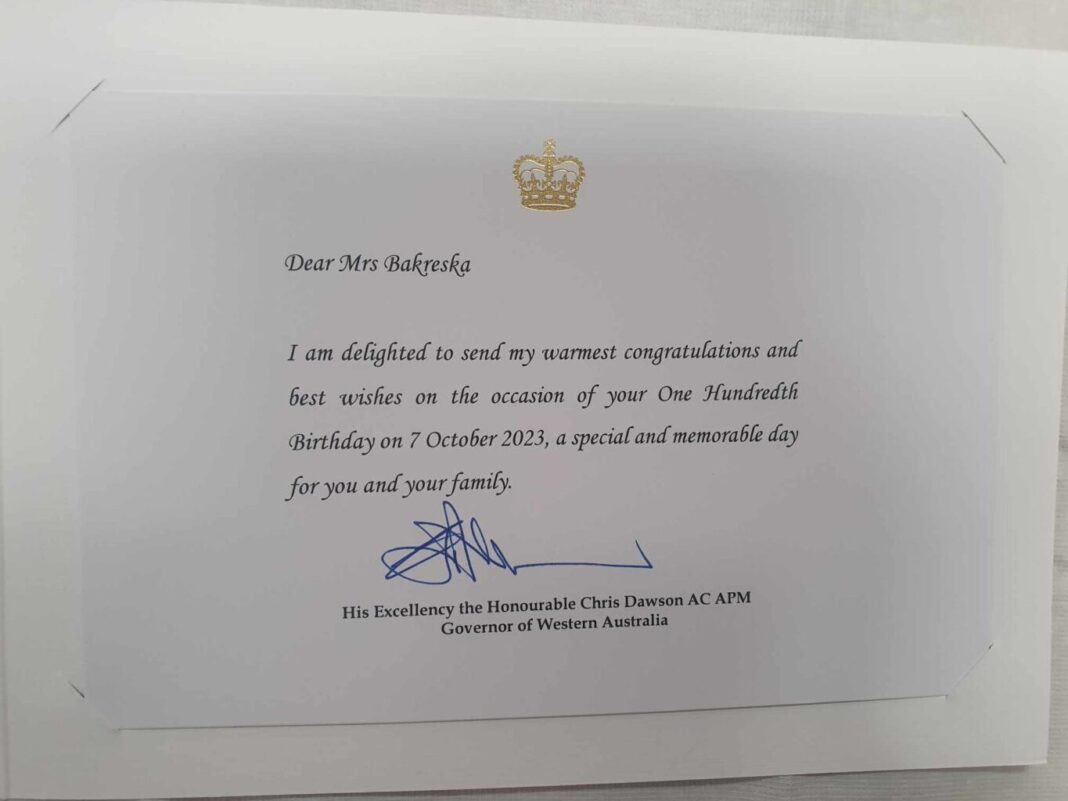 Dear Mrs Bakreska
I am delighted to send my warmest congratulations and
best wishes on the occasion of your One Hundredth
Birthday on 7 October 2023, a special and memorable day
for you and your family.
His Excellency the Honourable Chris Dawson AC APM
Governor of Western Australia